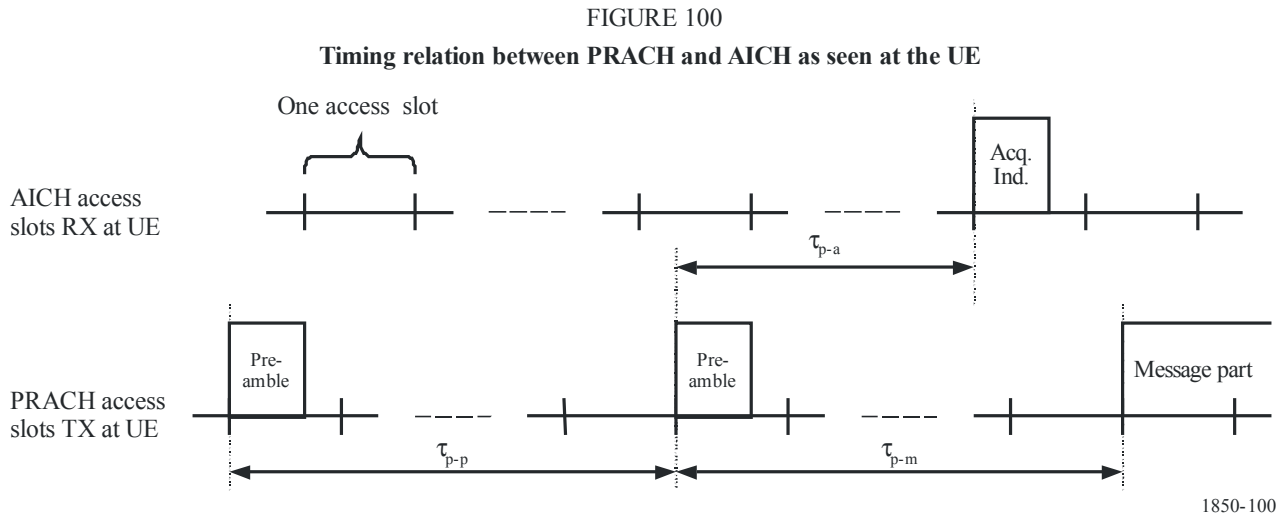 FIGURE 100
Timing relation between PRACH and AICH as seen at the UE
One access slot
Acq.
Ind.
AICH access
slots RX at UE
τp-a
Pre-
amble
Pre-
amble
Message part
PRACH access
slots TX at UE
τp-p
τp-m
1850-100